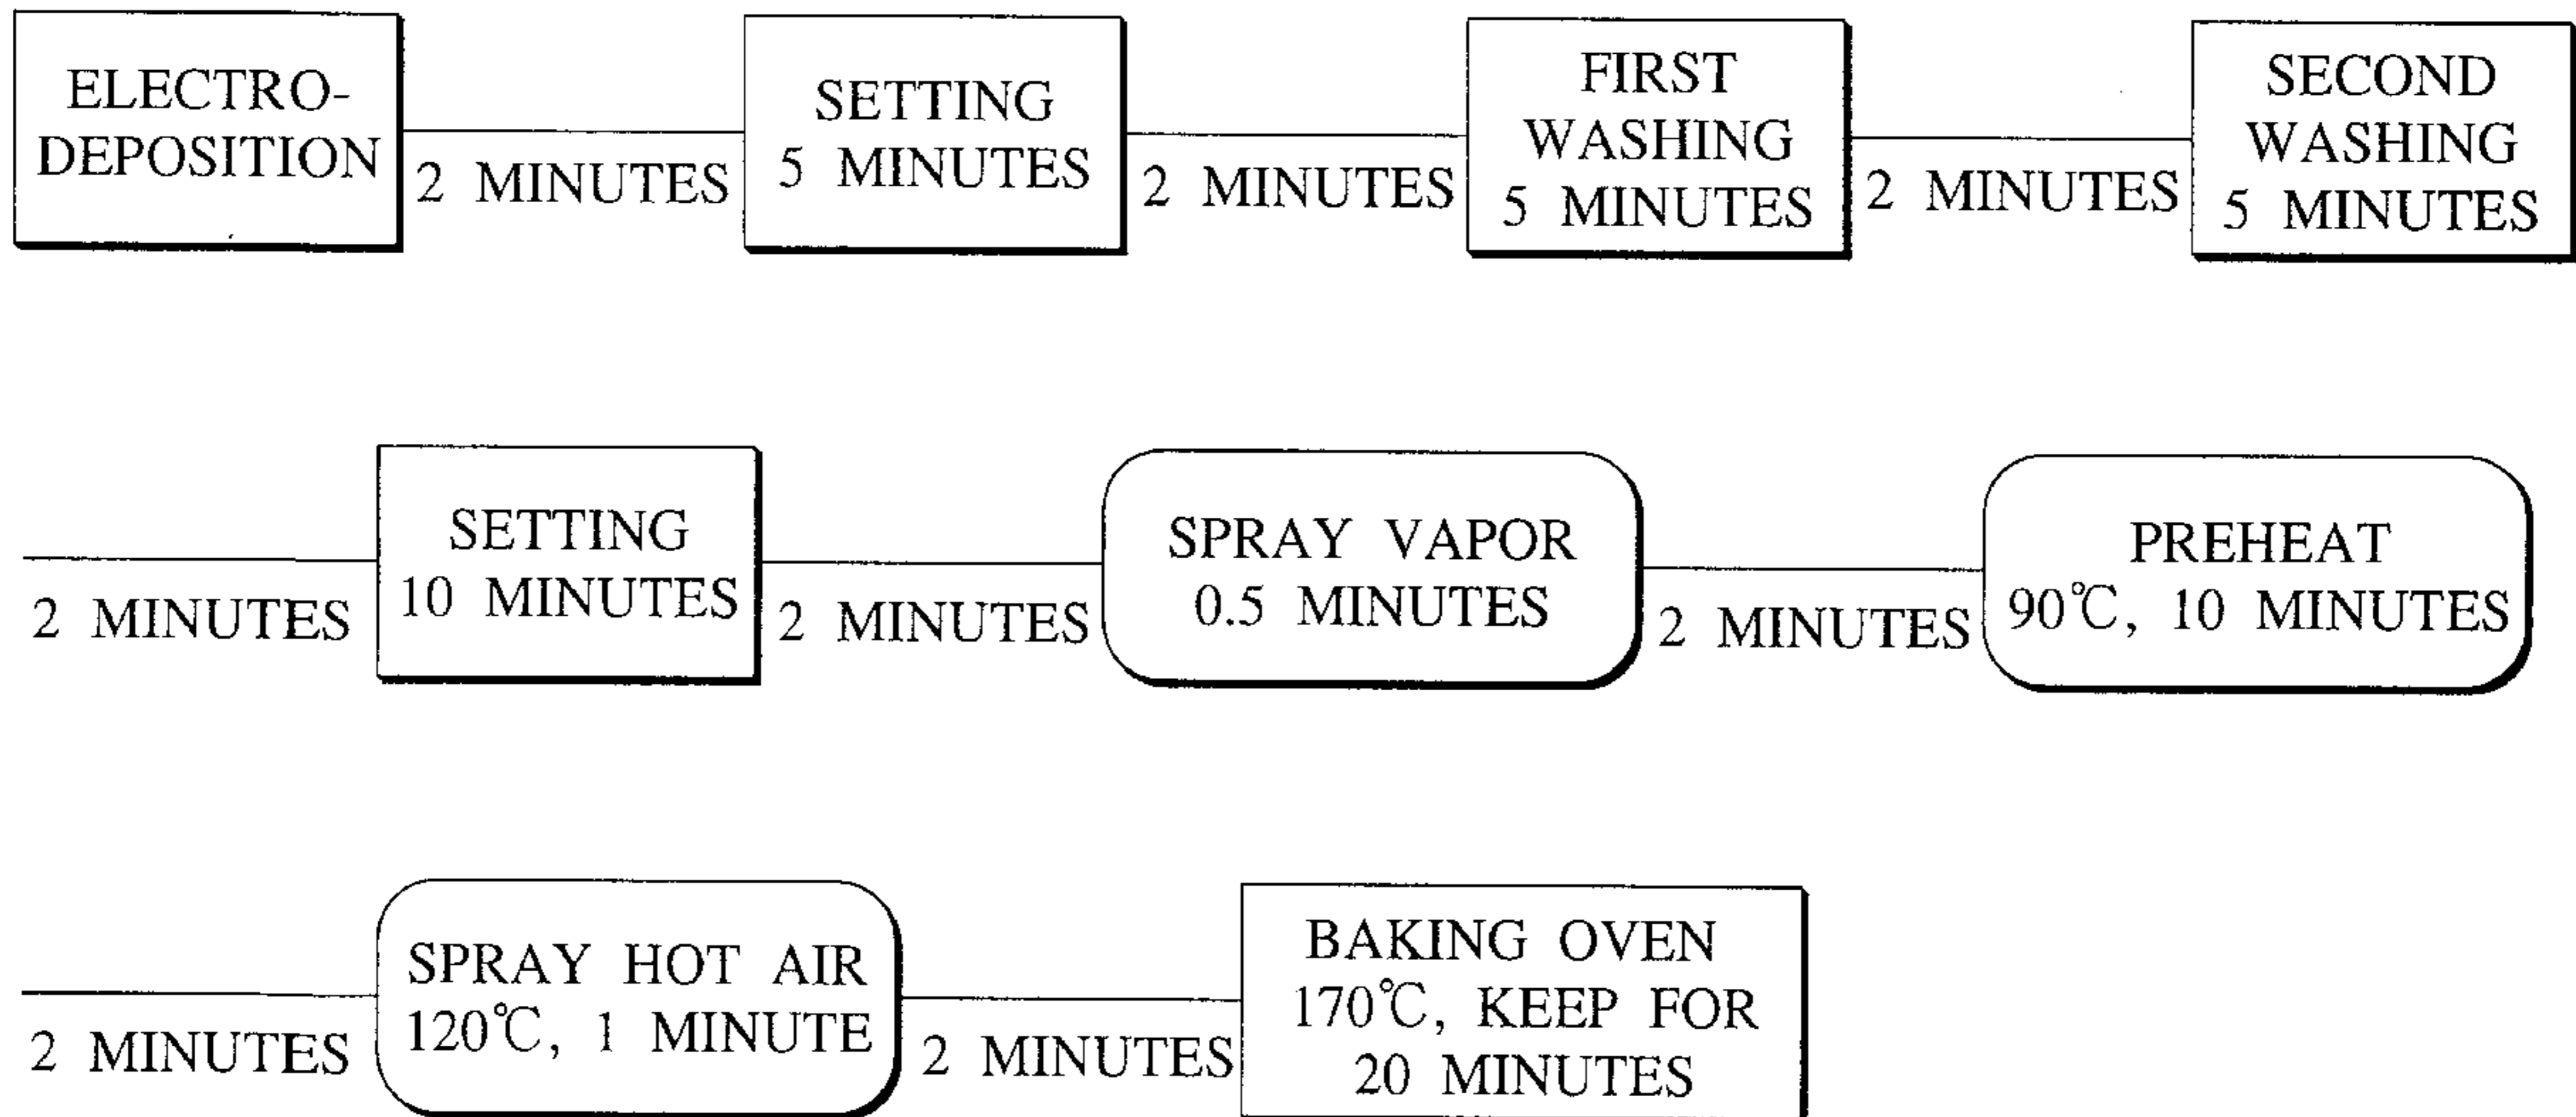 ELECTRO-
DEPOSITION
2 MINUTES
SETTING
5 MINUTES
2 MINUTES
FIRST
WASHING
5 MINUTES
2 MINUTES
SECOND
WASHING
5 MINUTES
2 MINUTES
SETTING
10 MINUTES
2 MINUTES
SPRAY VAPOR
0.5 MINUTES
2 MINUTES
PREHEAT
90℃, 10 MINUTES
2 MINUTES
SPRAY HOT AIR
120℃, 1 MINUTE
2 MINUTES
BAKING OVEN
170℃, KEEP FOR
20 MINUTES